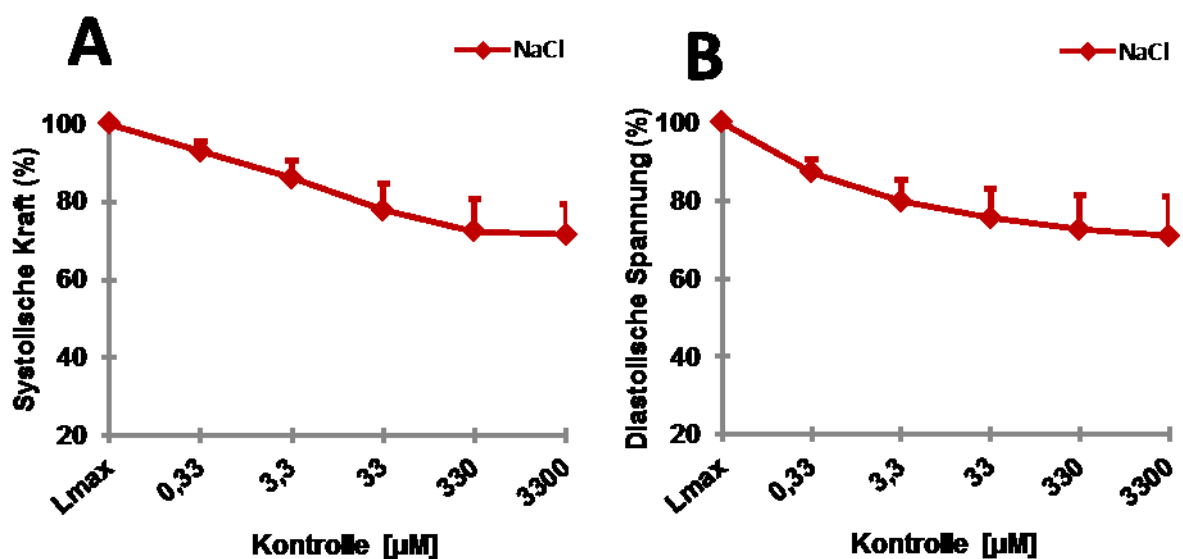 A
NaCl
Systolische Kraft (%)
100
80
60
40
20
Lmax
0,33
3,3
33
330
3300
Kontrolle [µM]
B
NaCl
Diastolische Spannung (%)
100
80
60
40
20
Lmax
0,33
3,3
33
330
3300
Kontrolle [µM]